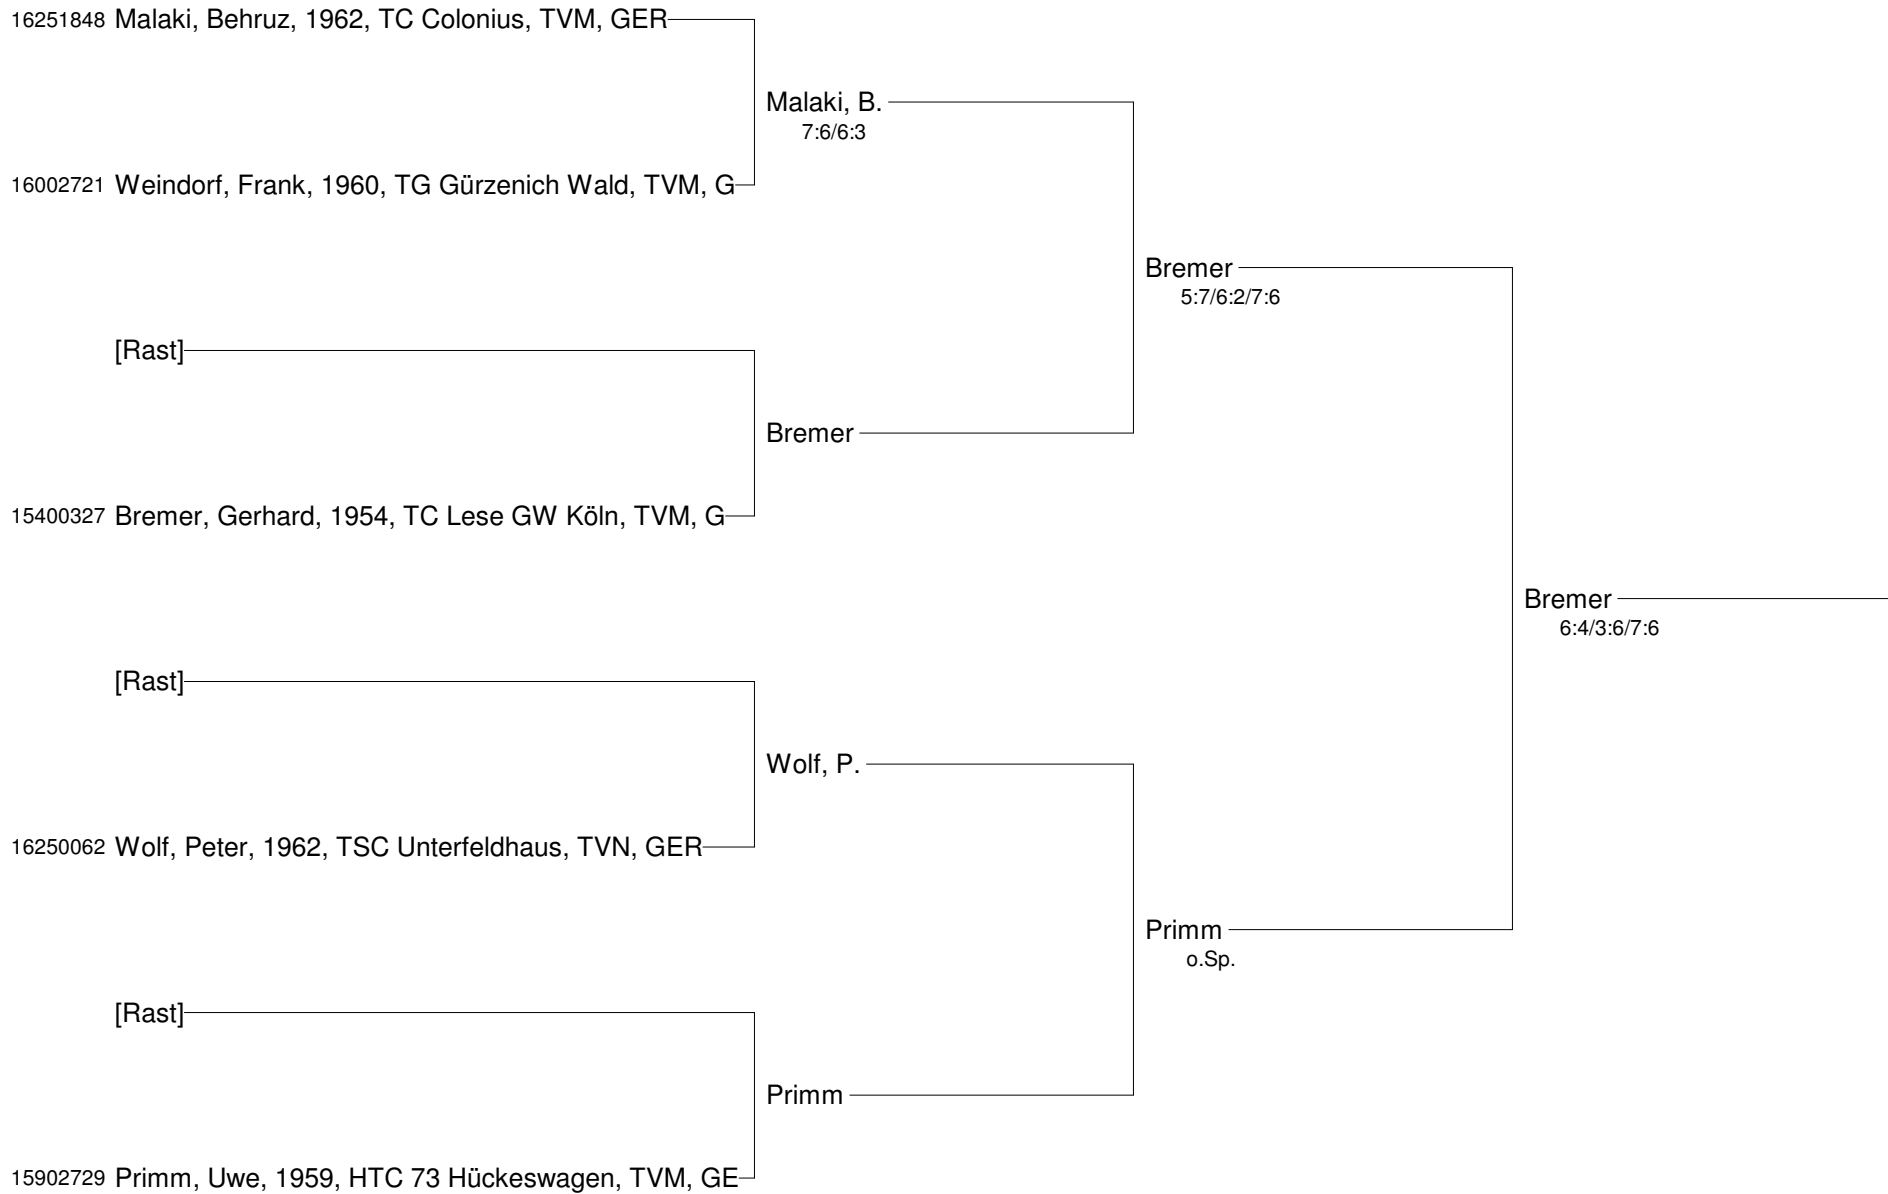 16251848 Malaki, Behruz, 1962, TC Colonius, TVM, GER
Malaki, B.
7:6/6:3
16002721 Weindorf, Frank, 1960, TG Gürzenich Wald, TVM, G
Bremer
5:7/6:2/7:6
[Rast]
Bremer
15400327 Bremer, Gerhard, 1954, TC Lese GW Köln, TVM, G
Bremer
6:4/3:6/7:6
[Rast]
Wolf, P.
16250062 Wolf, Peter, 1962, TSC Unterfeldhaus, TVN, GER
Primm
o.Sp.
[Rast]
Primm
15902729 Primm, Uwe, 1959, HTC 73 Hückeswagen, TVM, GE